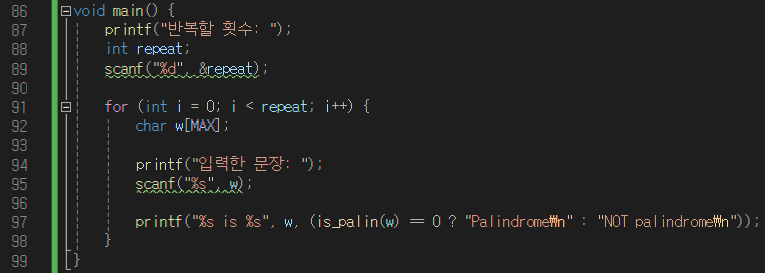 86 void main() {
87 printf("반복할 횟수: ");
88 int repeat;
89 scanf("%d", &repeat);
90
91 for (int i = 0; i < repeat; i++) {
92 char w[MAX];
93
94 printf("입력한 문장: ");
95 scanf("%s", w);
96
97 printf("%s is %s", w, (is_palin(w) == 0 ? "Palindrome₩n" : "NOT palindrome₩n"));
98 }
99 }